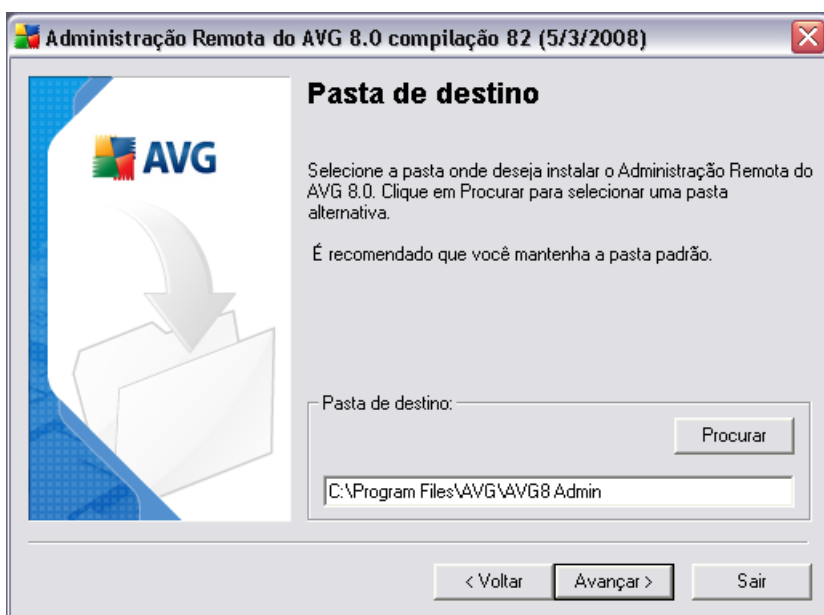 Administração Remota do AVG 8.0 compilação 82 (5/3/2008)
Pasta de destino
AVG
Selecione a pasta onde deseja instalar o Administração Remota do
AVG 8.0. Clique em Procurar para selecionar uma pasta
alternativa.
É recomendado que você mantenha a pasta padrão.
Pasta de destino:
Procurar
C:\Program Files\AVG\AVG8 Admin
< Voltar
Avançar >
Sair